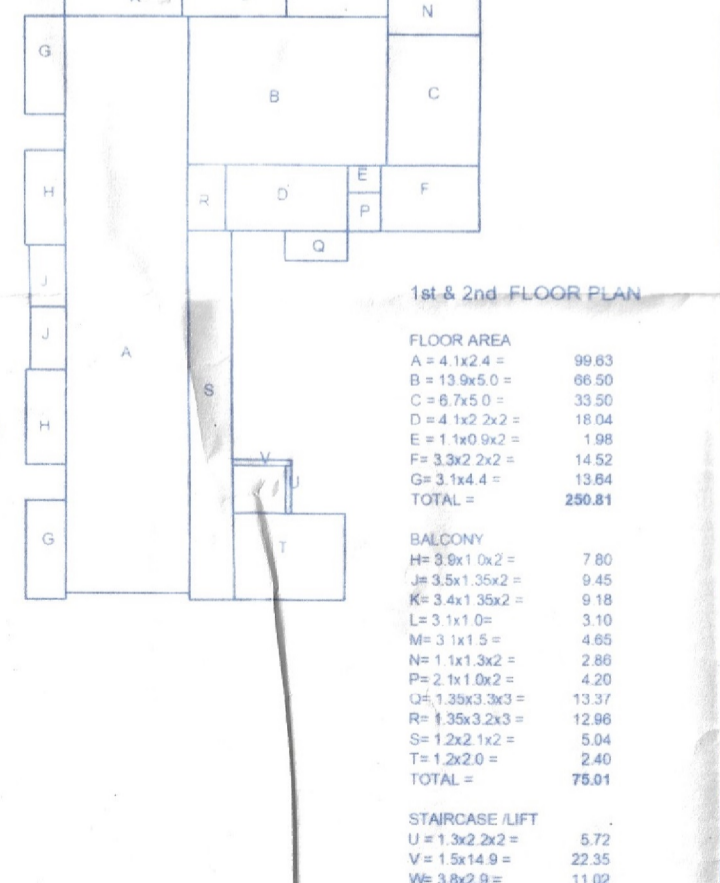 N
G
B
C
H
E
F
R
D
P
Q
J
1st & 2nd FLOOR PLAN
J
FLOOR AREA
A
A = 4.1x2.4 = 99.63
B = 13.9x5.0 = 66.50
S
C = 6.7x5.0 = 33.50
D = 4.1x2.2x2 = 18.04
H
E = 1.1x0.9x2 = 1.98
V
F= 3.3x2.2x2 = 14.52
U
G= 3.1x4.4 = 13.64
TOTAL = 250.81
G
T
BALCONY
H= 3.9x1.0x2 = 7.80
J= 3.5x1.35x2 = 9.45
K= 3.4x1.35x2 = 9.18
L= 3.1x1.0= 3.10
M= 3.1x1.5 = 4.65
N= 1.1x1.3x2 = 2.86
P= 2.1x1.0x2 = 4.20
Q= 1.35x3.3x3 = 13.37
R= 1.35x3.2x3 = 12.96
S= 1.2x2.1x2 = 5.04
T= 1.2x2.0 = 2.40
TOTAL = 75.01
STAIRCASE /LIFT
U = 1.3x2.2x2 = 5.72
V = 1.5x14.9 = 22.35
W= 3.8x2.9 = 11.02